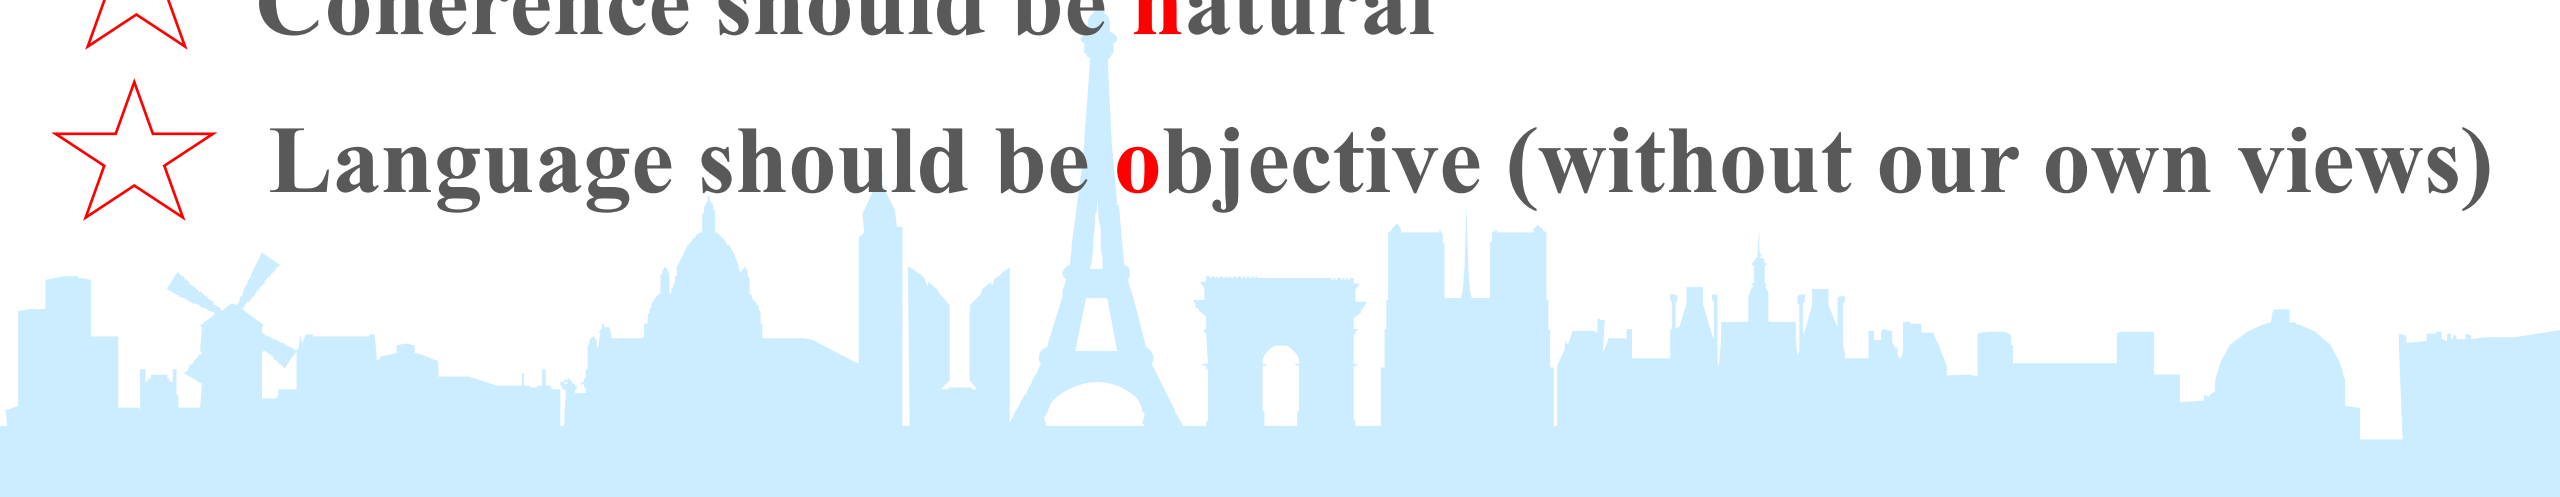 Coherence should be natural
Language should be objective (without our own views)